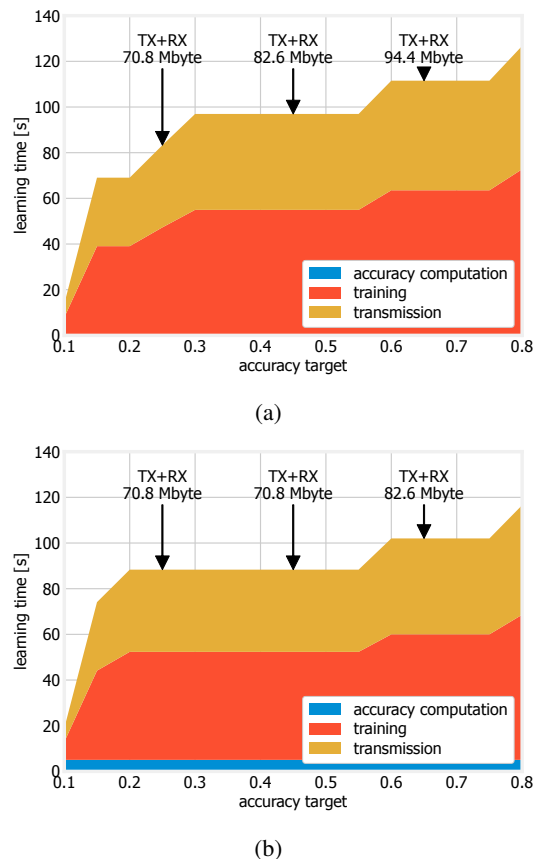 140
120
100
80
60
40
20
0
learning time [s]
TX+RX
70.8 Mbyte
TX+RX
82.6 Mbyte
TX+RX
94.4 Mbyte
accuracy computation
training
transmission
0.1 0.2 0.3 0.4 0.5 0.6 0.7 0.8
accuracy target
(a)
140
120
100
80
60
40
20
0
learning time [s]
TX+RX
70.8 Mbyte
TX+RX
70.8 Mbyte
TX+RX
82.6 Mbyte
accuracy computation
training
transmission
0.1 0.2 0.3 0.4 0.5 0.6 0.7 0.8
accuracy target
(b)